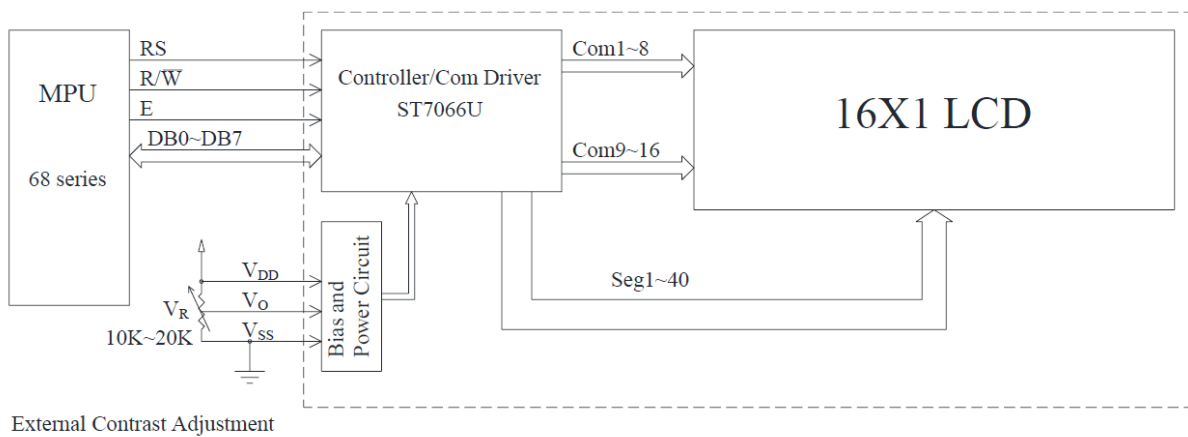 MPU
68 series
RS
R/W̅
E
DB0~DB7
Controller/Com Driver
ST7066U
Com1~8
Com9~16
16X1 LCD
Seg1~40
VDD
VO
VSS
VR
10K~20K
Bias and
Power Circuit
External Contrast Adjustment